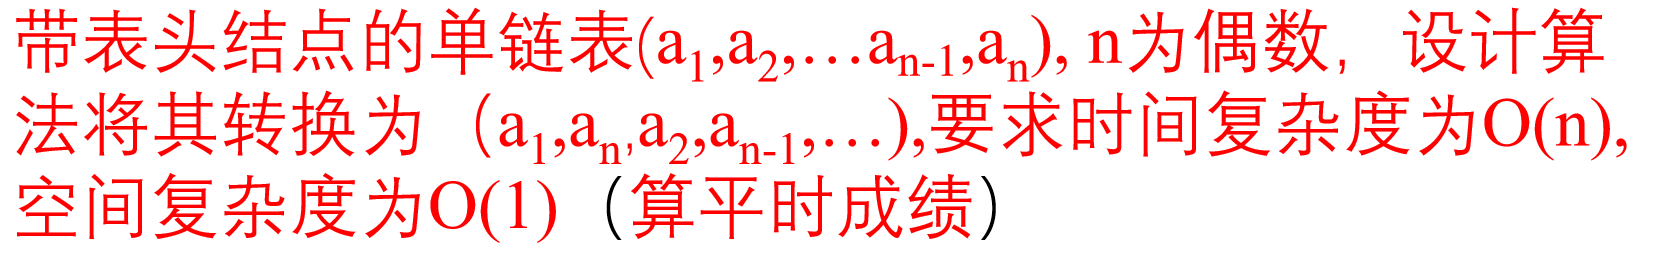 带表头结点的单链表(a₁,a₂,…aₙ₋₁,aₙ), n为偶数，设计算
法将其转换为（a₁,aₙ,a₂,aₙ₋₁,…),要求时间复杂度为O(n),
空间复杂度为O(1)（算平时成绩）